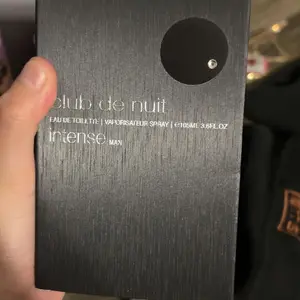 club de nuit
EAU DE TOILETTE | VAPORISATEUR SPRAY | ℮105ML 3.6FL.OZ
intense MAN